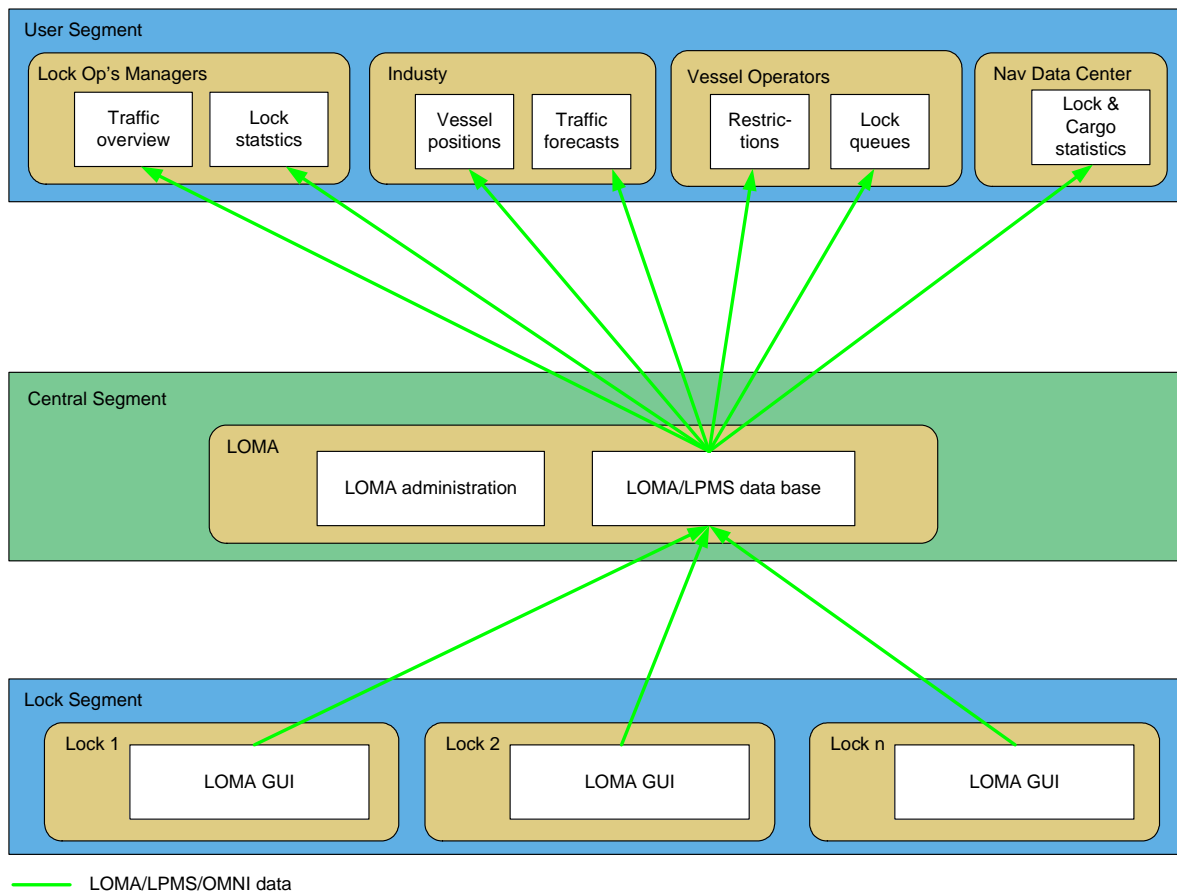 User Segment
Lock Op's Managers
Traffic
overview
Lock
statstics
Industy
Vessel
positions
Traffic
forecasts
Vessel Operators
Restric-
tions
Lock
queues
Nav Data Center
Lock &
Cargo
statistics
Central Segment
LOMA
LOMA administration
LOMA/LPMS data base
Lock Segment
Lock 1
LOMA GUI
Lock 2
LOMA GUI
Lock n
LOMA GUI
LOMA/LPMS/OMNI data